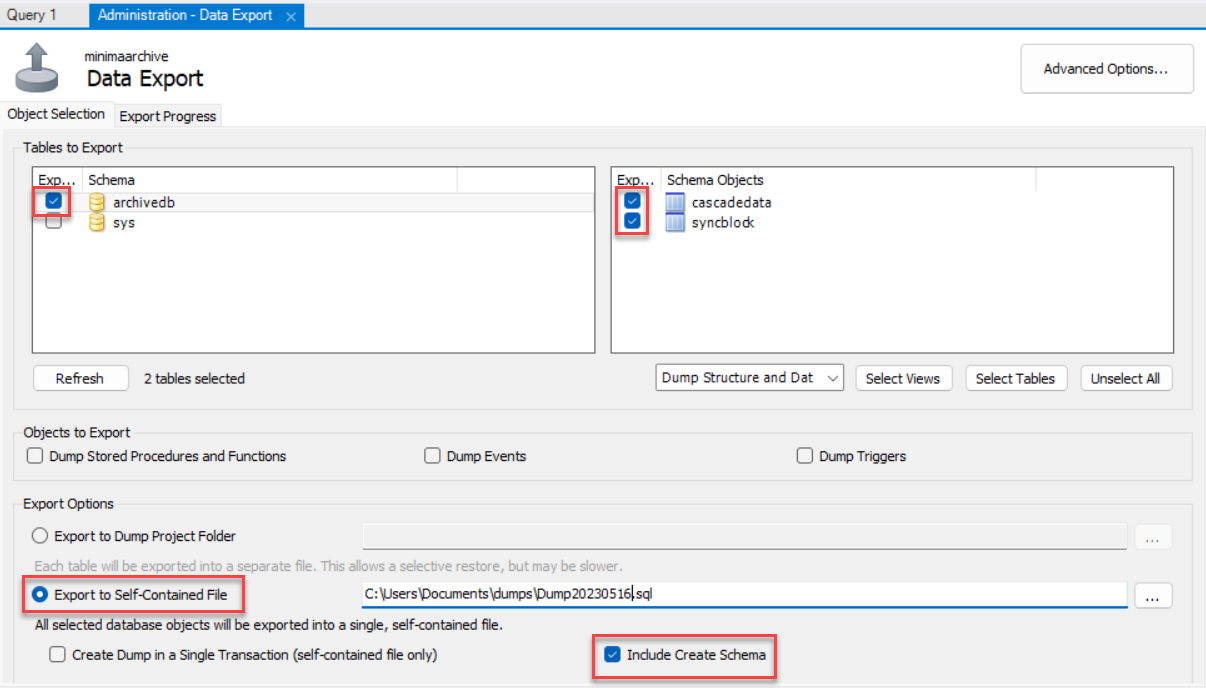 Query 1
Administration - Data Export
minimaarchive
Data Export
Advanced Options...
Object Selection
Export Progress
Tables to Export
Exp... Schema
archivedb
sys
Exp... Schema Objects
cascadedata
syncblock
Refresh
2 tables selected
Dump Structure and Dat
Select Views
Select Tables
Unselect All
Objects to Export
Dump Stored Procedures and Functions
Dump Events
Dump Triggers
Export Options
Export to Dump Project Folder
...
Each table will be exported into a separate file. This allows a selective restore, but may be slower.
Export to Self-Contained File
C:\Users\Documents\dumps\Dump20230516.sql
...
All selected database objects will be exported into a single, self-contained file.
Create Dump in a Single Transaction (self-contained file only)
Include Create Schema